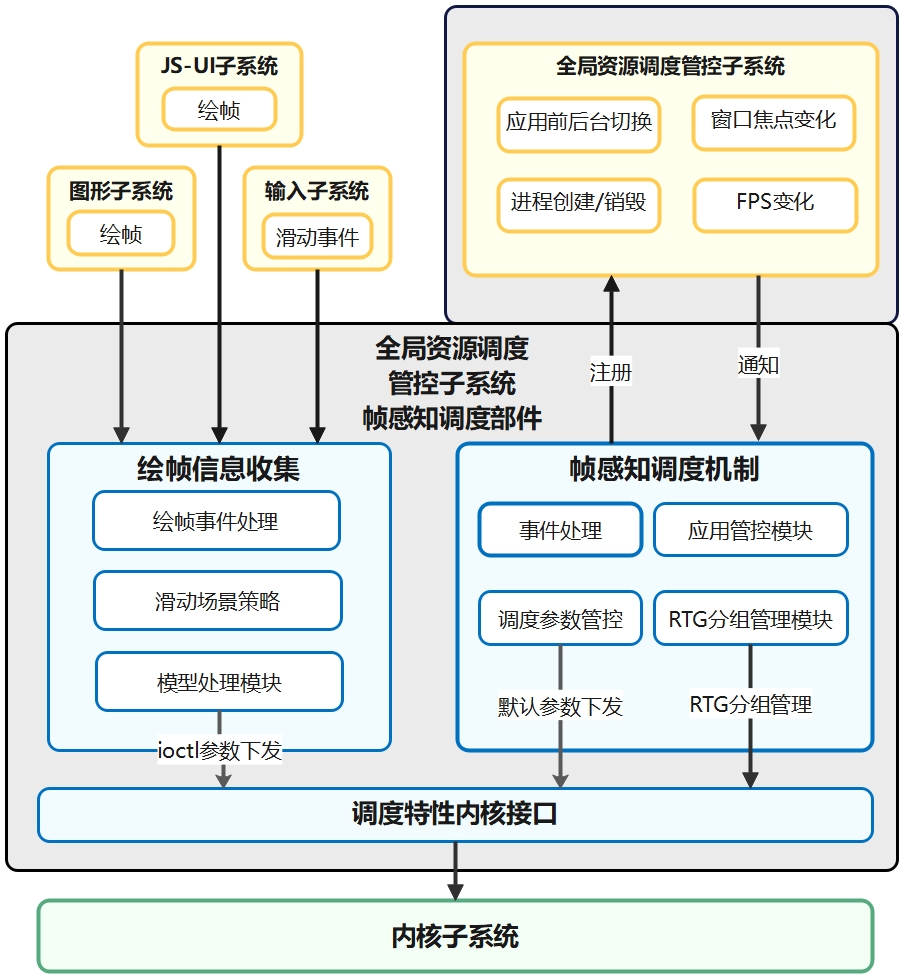 JS-UI子系统
绘帧
图形子系统
绘帧
输入子系统
滑动事件
全局资源调度管控子系统
应用前后台切换
窗口焦点变化
进程创建/销毁
FPS变化
全局资源调度
管控子系统
帧感知调度部件
注册
通知
绘帧信息收集
绘帧事件处理
滑动场景策略
模型处理模块
ioctl参数下发
帧感知调度机制
事件处理
应用管控模块
调度参数管控
RTG分组管理模块
默认参数下发
RTG分组管理
调度特性内核接口
内核子系统